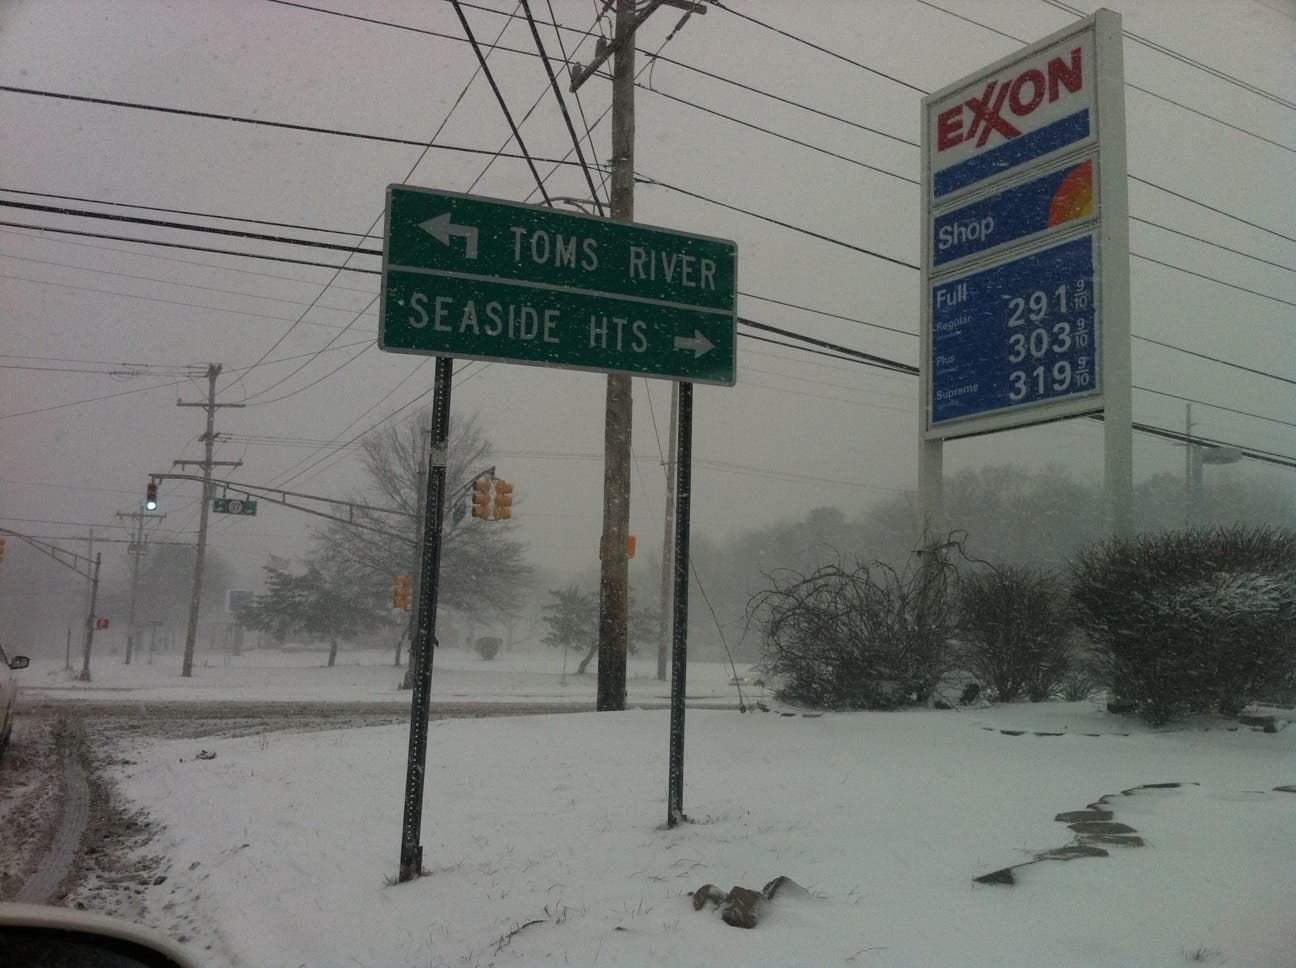 TOMS RIVER
SEASIDE HTS
EXXON
Shop
Full
Regular
291 9/10
Plus
303 9/10
Supreme
319 9/10
37